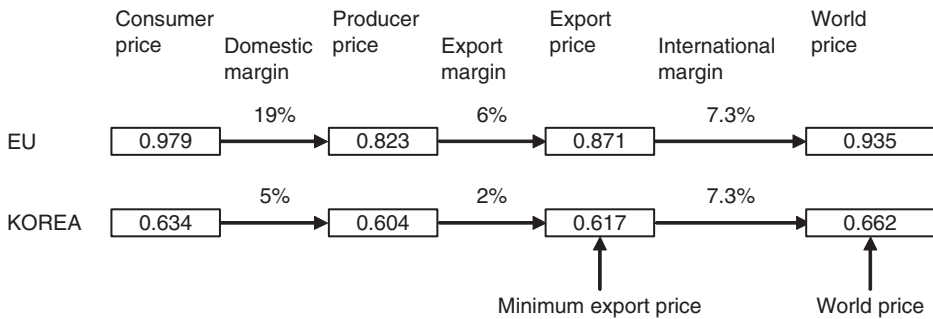 Consumer price
Domestic margin
Producer price
Export margin
Export price
International margin
World price
EU
0.979
19%
0.823
6%
0.871
7.3%
0.935
KOREA
0.634
5%
0.604
2%
0.617
7.3%
0.662
Minimum export price
World price